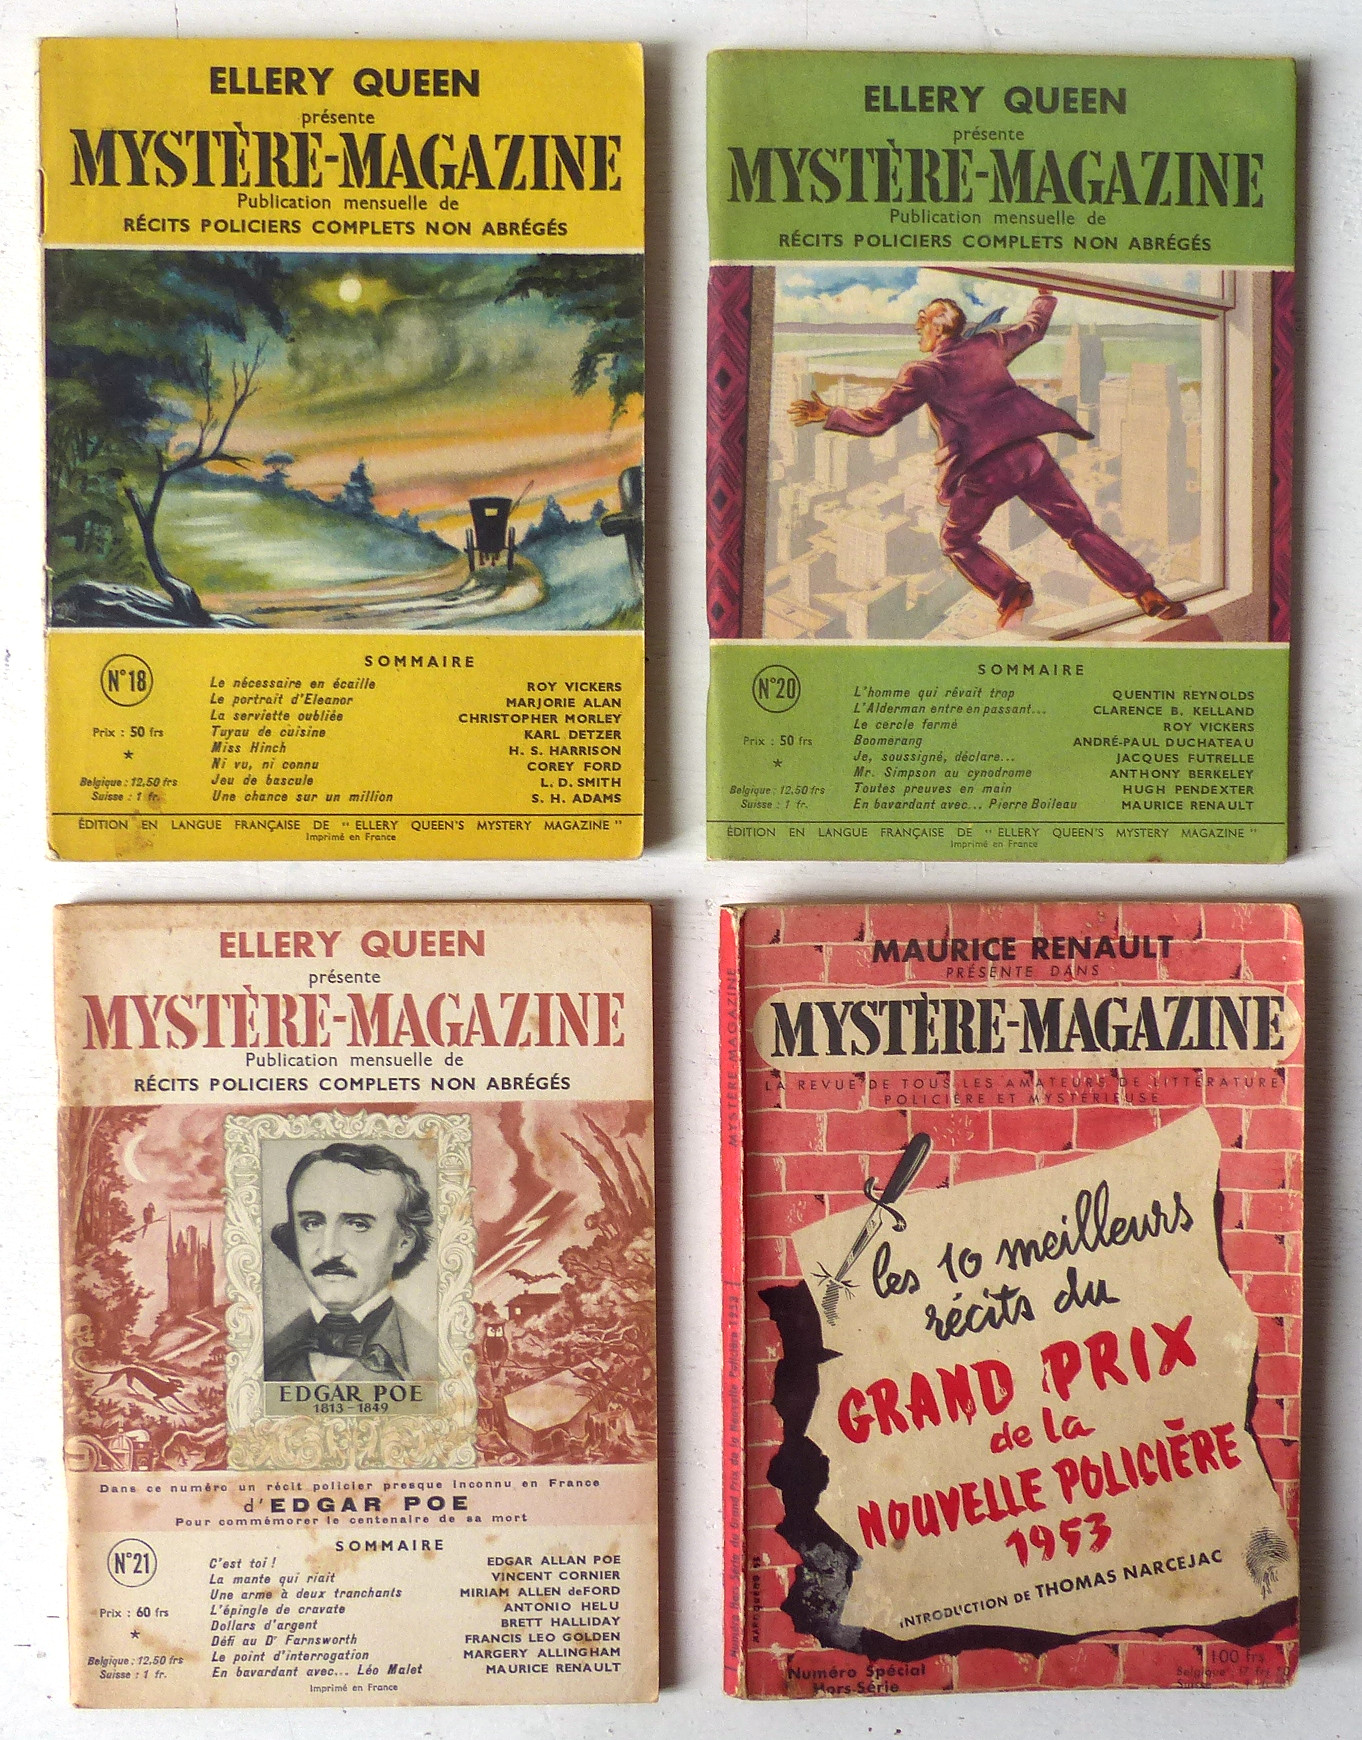 ELLERY QUEEN
présente
MYSTÈRE-MAGAZINE
Publication mensuelle de
RÉCITS POLICIERS COMPLETS NON ABRÉGÉS
SOMMAIRE
N°18
Prix : 50 frs
★
Belgique : 12,50 frs
Suisse : 1 fr.
Le nécessaire en écaille ROY VICKERS
Le portrait d'Eleanor MARJORIE ALAN
La serviette oubliée CHRISTOPHER MORLEY
Tuyau de cuisine KARL DETZER
Miss Hinch H. S. HARRISON
Ni vu, ni connu COREY FORD
Jeu de bascule L. D. SMITH
Une chance sur un million S. H. ADAMS
ÉDITION EN LANGUE FRANÇAISE DE " ELLERY QUEEN'S MYSTERY MAGAZINE "
Imprimé en France
ELLERY QUEEN
présente
MYSTÈRE-MAGAZINE
Publication mensuelle de
RÉCITS POLICIERS COMPLETS NON ABRÉGÉS
SOMMAIRE
N°20
Prix : 50 frs
★
Belgique : 12,50 frs
Suisse : 1 fr.
L'homme qui rêvait trop QUENTIN REYNOLDS
L'Alderman entre en passant... CLARENCE B. KELLAND
Le cercle fermé ROY VICKERS
Boomerang ANDRÉ-PAUL DUCHATEAU
Je, soussigné, déclare... JACQUES FUTRELLE
Mr. Simpson au cynodrome ANTHONY BERKELEY
Toutes preuves en main HUGH PENDEXTER
En bavardant avec... Pierre Boileau MAURICE RENAULT
ÉDITION EN LANGUE FRANÇAISE DE " ELLERY QUEEN'S MYSTERY MAGAZINE "
Imprimé en France
ELLERY QUEEN
présente
MYSTÈRE-MAGAZINE
Publication mensuelle de
RÉCITS POLICIERS COMPLETS NON ABRÉGÉS
EDGAR POE
1813-1849
Dans ce numéro un récit policier presque inconnu en France
d'EDGAR POE
Pour commémorer le centenaire de sa mort
SOMMAIRE
N°21
Prix : 60 frs
★
Belgique : 12,50 frs
Suisse : 1 fr.
C'est toi ! EDGAR ALLAN POE
La mante qui riait VINCENT CORNIER
Une arme à deux tranchants MIRIAM ALLEN deFORD
L'épingle de cravate ANTONIO HELU
Dollars d'argent BRETT HALLIDAY
Défi au Dr Farnsworth FRANCIS LEO GOLDEN
Le point d'interrogation MARGERY ALLINGHAM
En bavardant avec... Léo Malet MAURICE RENAULT
Imprimé en France
MYSTÈRE-MAGAZINE
Numéro Hors Série du Grand Prix de la Nouvelle Policière 1953
MAURICE RENAULT
PRÉSENTE DANS
MYSTÈRE-MAGAZINE
LA REVUE DE TOUS LES AMATEURS DE LITTÉRATURE
POLICIÈRE ET MYSTÉRIEUSE
les 10 meilleurs
récits du
GRAND PRIX
de la
NOUVELLE POLICIÈRE
1953
INTRODUCTION DE THOMAS NARCEJAC
Numéro Spécial
Hors-Série
100 frs
Belgique
Suisse